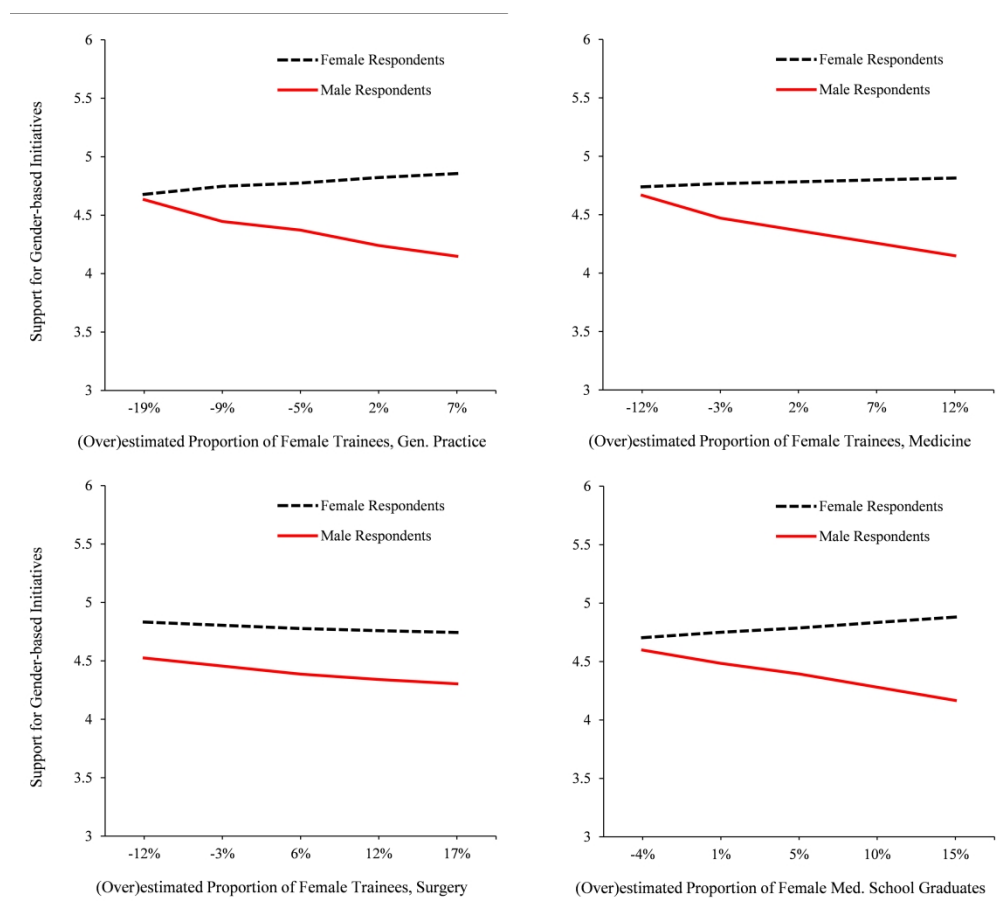 6
5.5
5
4.5
4
3.5
3
Support for Gender-based Initiatives
Female Respondents
Male Respondents
-19% -9% -5% 2% 7%
(Over)estimated Proportion of Female Trainees, Gen. Practice
6
5.5
5
4.5
4
3.5
3
Female Respondents
Male Respondents
-12% -3% 2% 7% 12%
(Over)estimated Proportion of Female Trainees, Medicine
6
5.5
5
4.5
4
3.5
3
Support for Gender-based Initiatives
Female Respondents
Male Respondents
-12% -3% 6% 12% 17%
(Over)estimated Proportion of Female Trainees, Surgery
6
5.5
5
4.5
4
3.5
3
Female Respondents
Male Respondents
-4% 1% 5% 10% 15%
(Over)estimated Proportion of Female Med. School Graduates